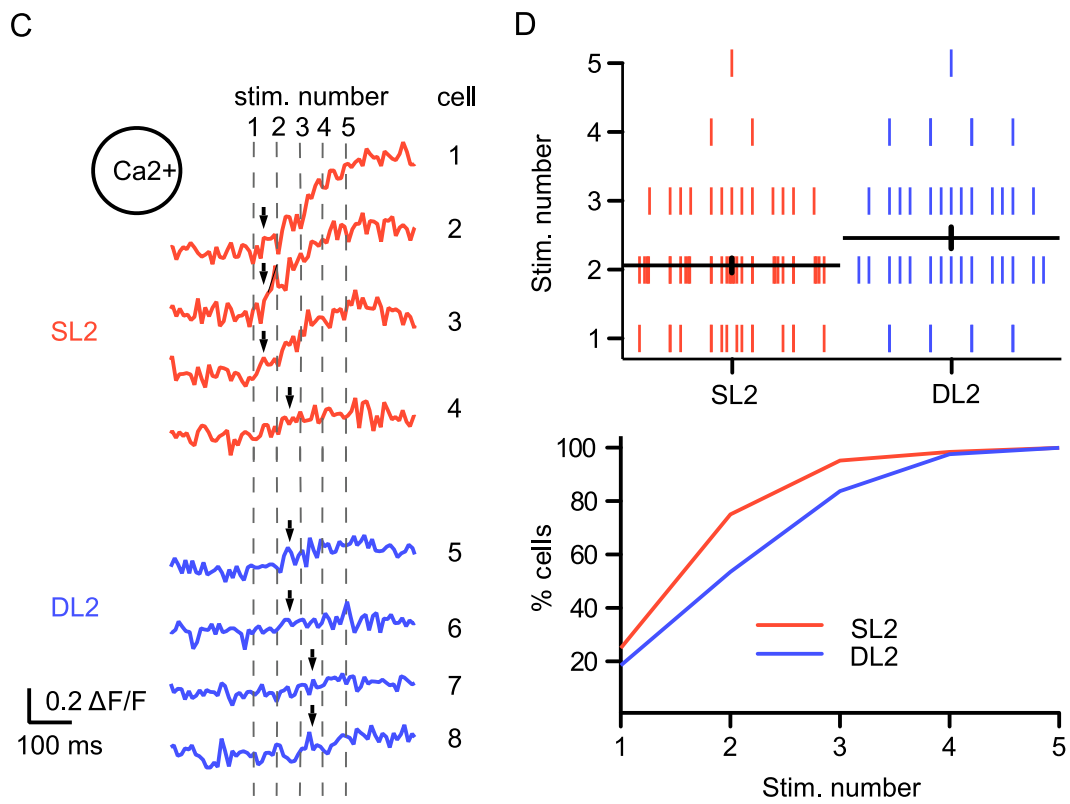 C
stim. number
cell
1 2 3 4 5
Ca2+
1
2
3
4
SL2
5
6
7
8
DL2
0.2 ΔF/F
100 ms
D
Stim. number
5
4
3
2
1
SL2
DL2
% cells
100
80
60
40
20
SL2
DL2
1 2 3 4 5
Stim. number